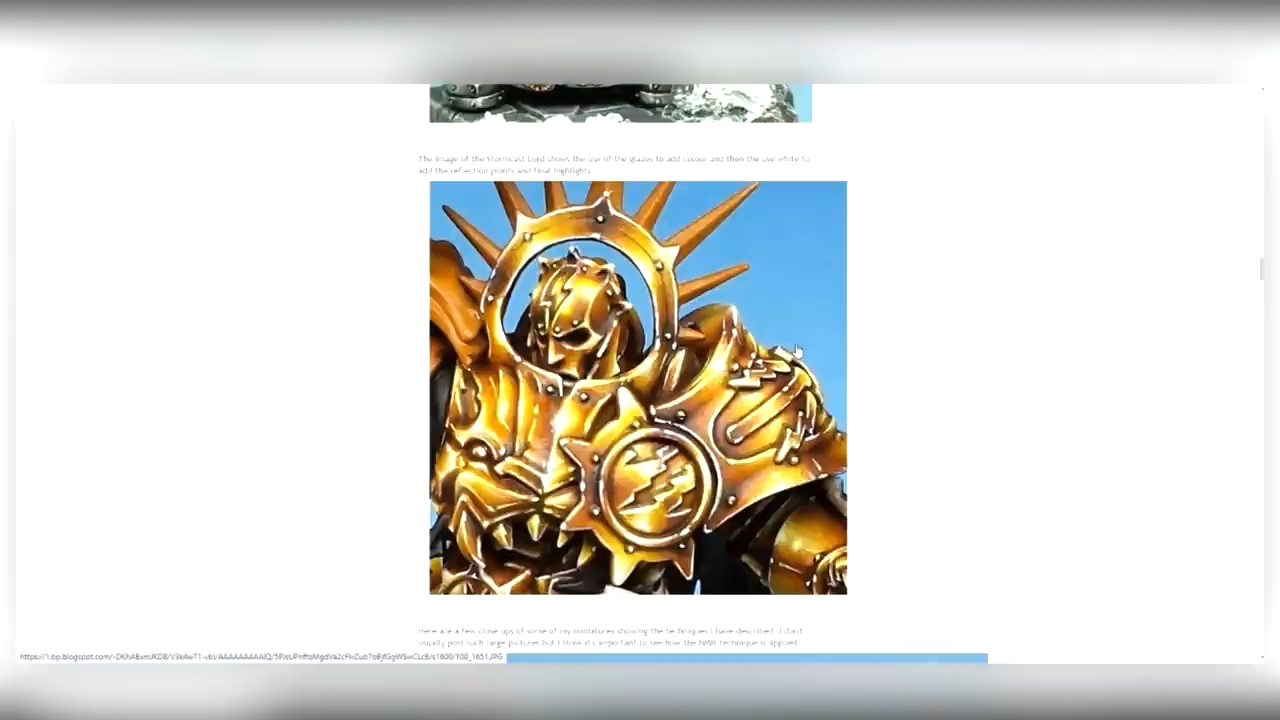 The image of the Stormcast Lord shows the use of the glazes to add colour and then the use white to
add the reflection points and final highlights
Here are a few close ups of some of my miniatures showing the techniques I have described. I don't
usually post such large pictures but I think it's important to see how the NMM technique is applied